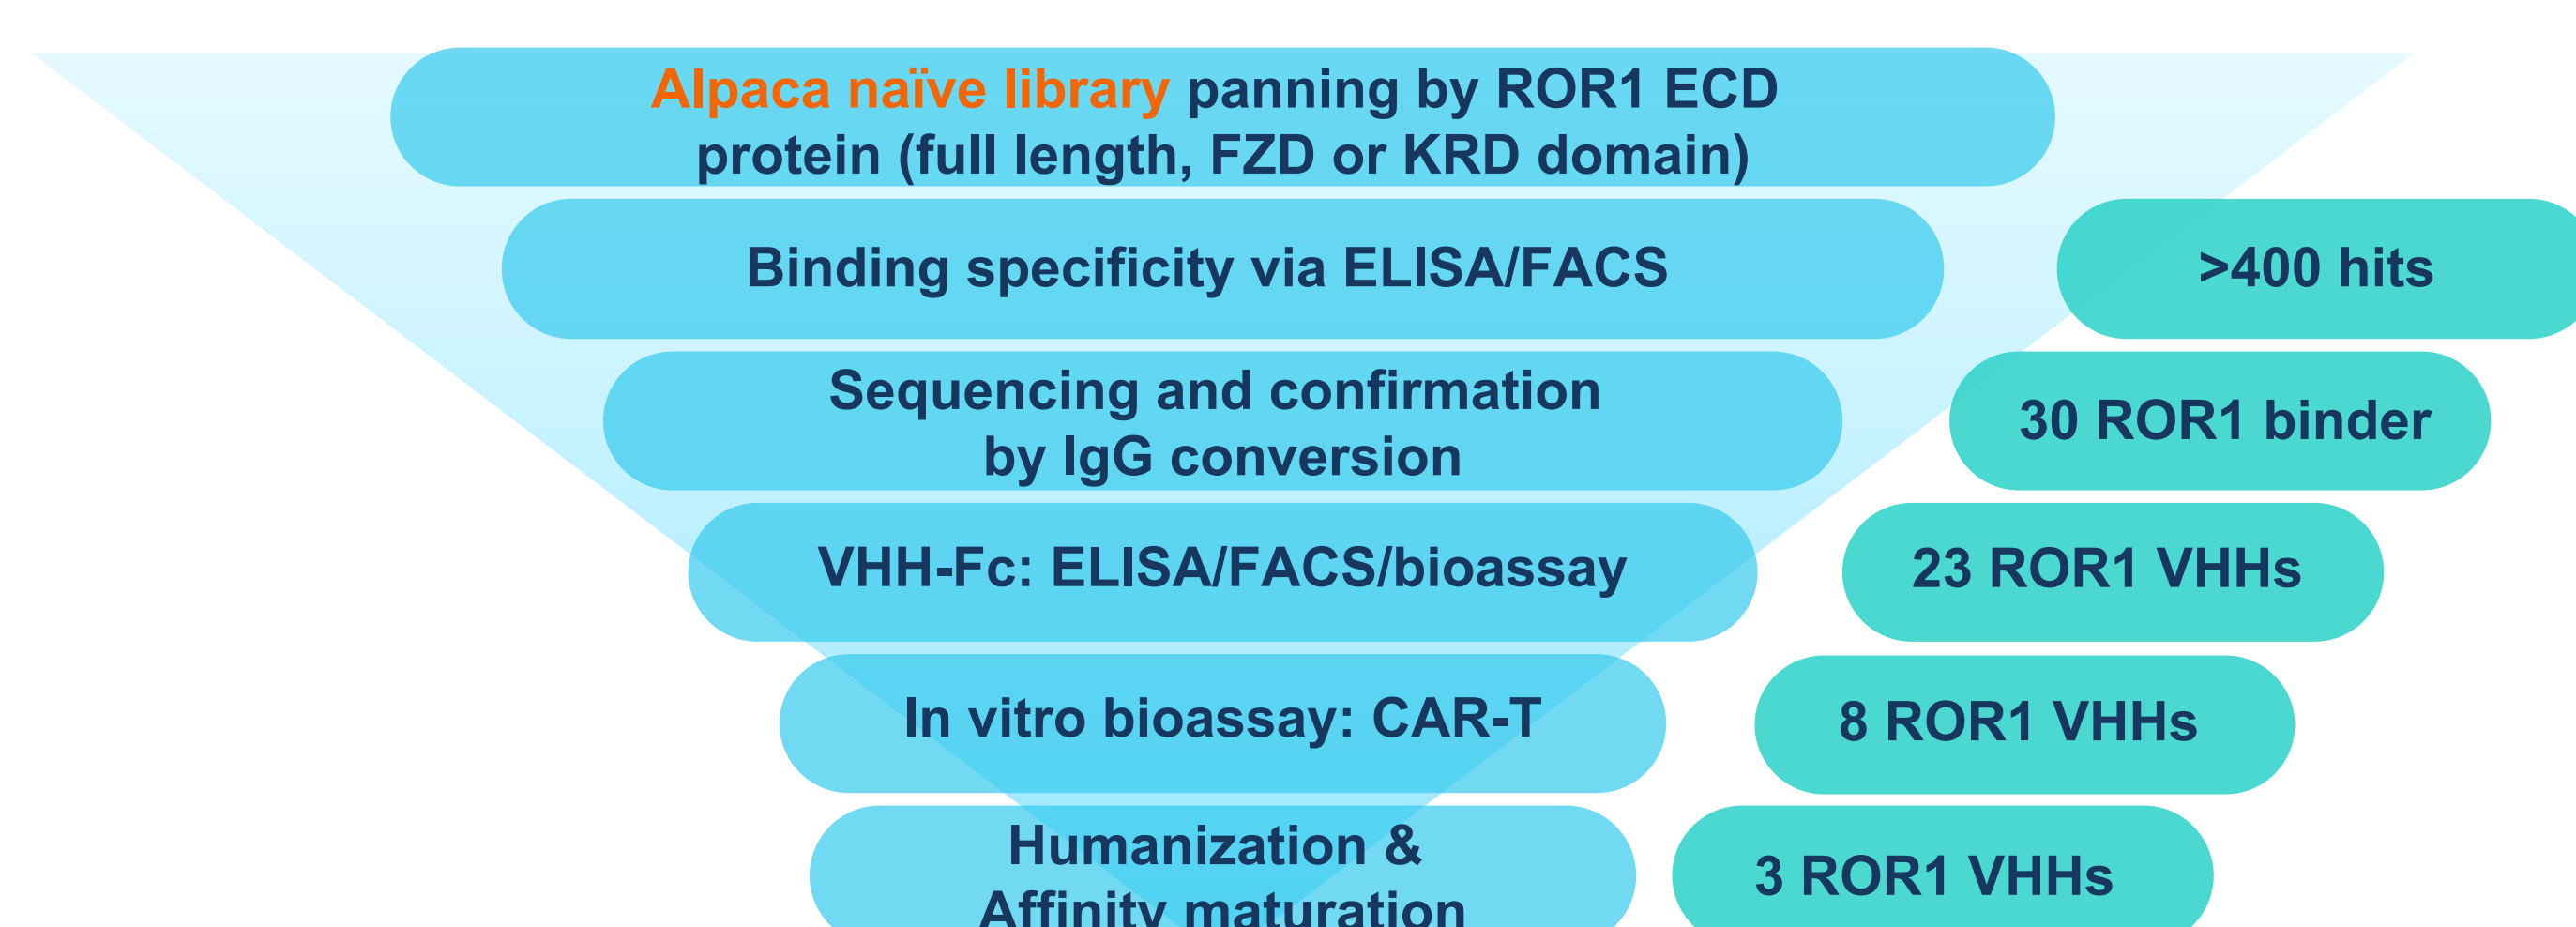 Alpaca naïve library panning by ROR1 ECD
protein (full length, FZD or KRD domain)
Binding specificity via ELISA/FACS
>400 hits
Sequencing and confirmation
by IgG conversion
30 ROR1 binder
VHH-Fc: ELISA/FACS/bioassay
23 ROR1 VHHs
In vitro bioassay: CAR-T
8 ROR1 VHHs
Humanization &
Affinity maturation
3 ROR1 VHHs